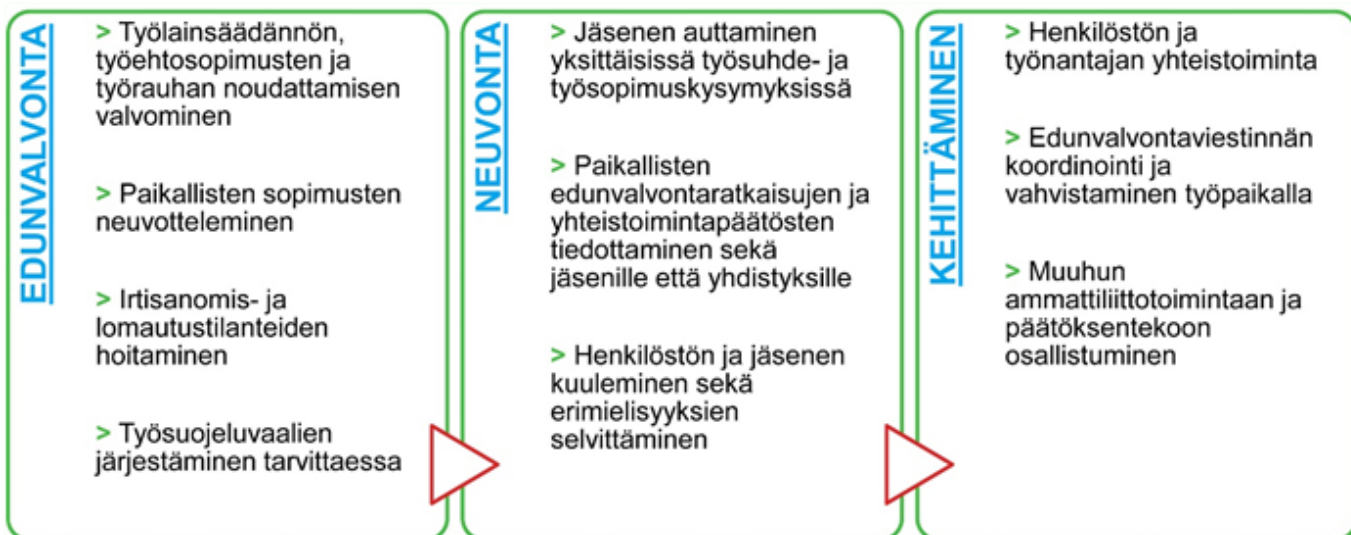 EDUNVALVONTA
> Työlainsäädännön,
työehtosopimusten ja
työrauhan noudattamisen
valvominen
> Paikallisten sopimusten
neuvotteleminen
> Irtisanomis- ja
lomautustilanteiden
hoitaminen
> Työsuojeluvaalien
järjestäminen tarvittaessa
NEUVONTA
> Jäsenen auttaminen
yksittäisissä työsuhde- ja
työsopimuskysymyksissä
> Paikallisten
edunvalvontaratkaisujen ja
yhteistoimintapäätösten
tiedottaminen sekä
jäsenille että yhdistyksille
> Henkilöstön ja jäsenen
kuuleminen sekä
erimielisyyksien
selvittäminen
KEHITTÄMINEN
> Henkilöstön ja
työnantajan yhteistoiminta
> Edunvalvontaviestinnän
koordinointi ja
vahvistaminen työpaikalla
> Muuhun
ammattiliittotoimintaan ja
päätöksentekoon
osallistuminen